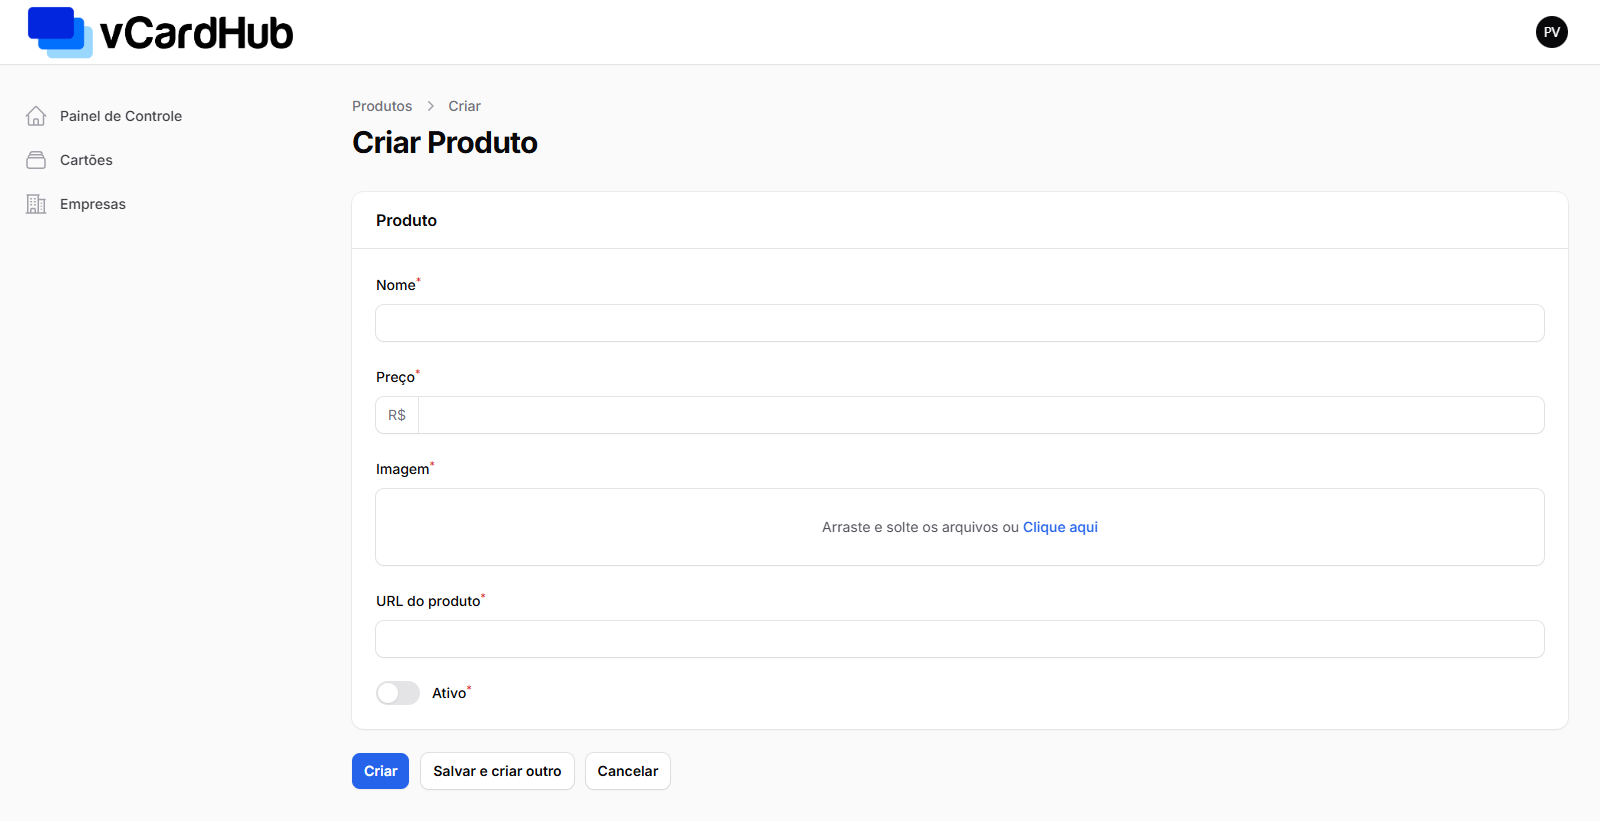 vCardHub
PV
Painel de Controle
Cartões
Empresas
Produtos > Criar
Criar Produto
Produto
Nome*
Preço*
R$
Imagem*
Arraste e solte os arquivos ou Clique aqui
URL do produto*
Ativo*
Criar
Salvar e criar outro
Cancelar